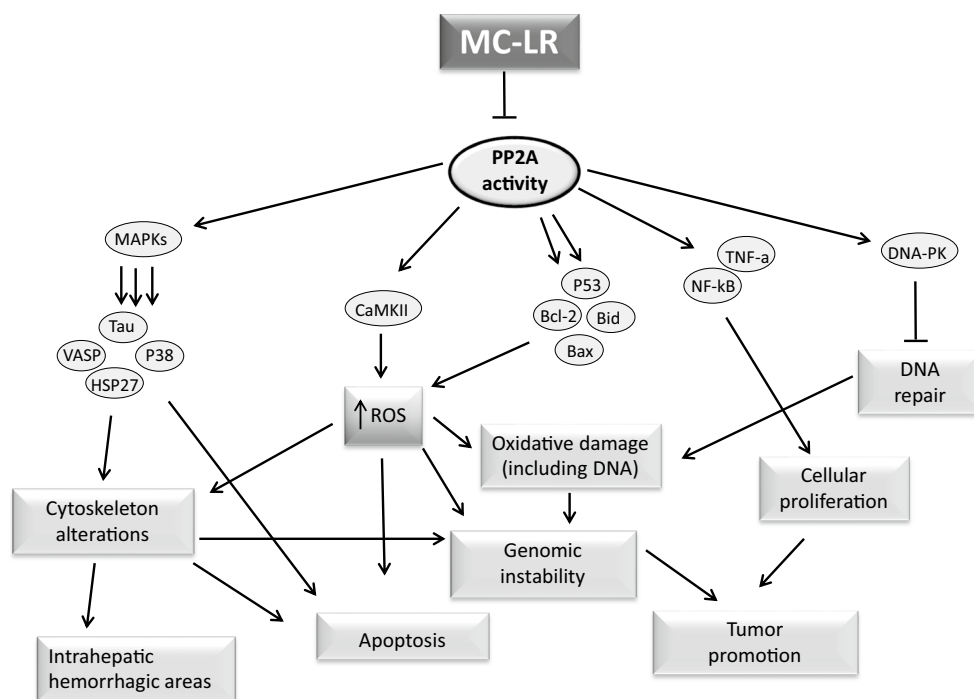 MC-LR
PP2A
activity
MAPKs
TNF-a
DNA-PK
NF-kB
P53
CaMKII
Bcl-2
Bid
Bax
Tau
VASP
P38
HSP27
DNA
repair
↑ROS
Oxidative damage
(including DNA)
Cellular
proliferation
Cytoskeleton
alterations
Genomic
instability
Apoptosis
Tumor
promotion
Intrahepatic
hemorrhagic areas